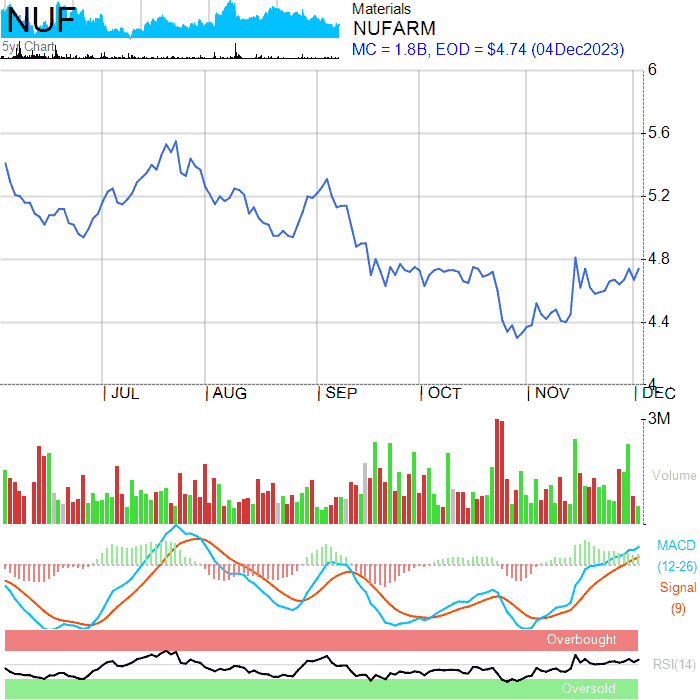 NUF
5yr Chart
Materials
NUFARM
MC = 1.8B, EOD = $4.74 (04Dec2023)
6
5.6
5.2
4.8
4.4
4
JUL
AUG
SEP
OCT
NOV
DEC
3M
Volume
MACD
(12-26)
Signal
(9)
Overbought
RSI(14)
Oversold